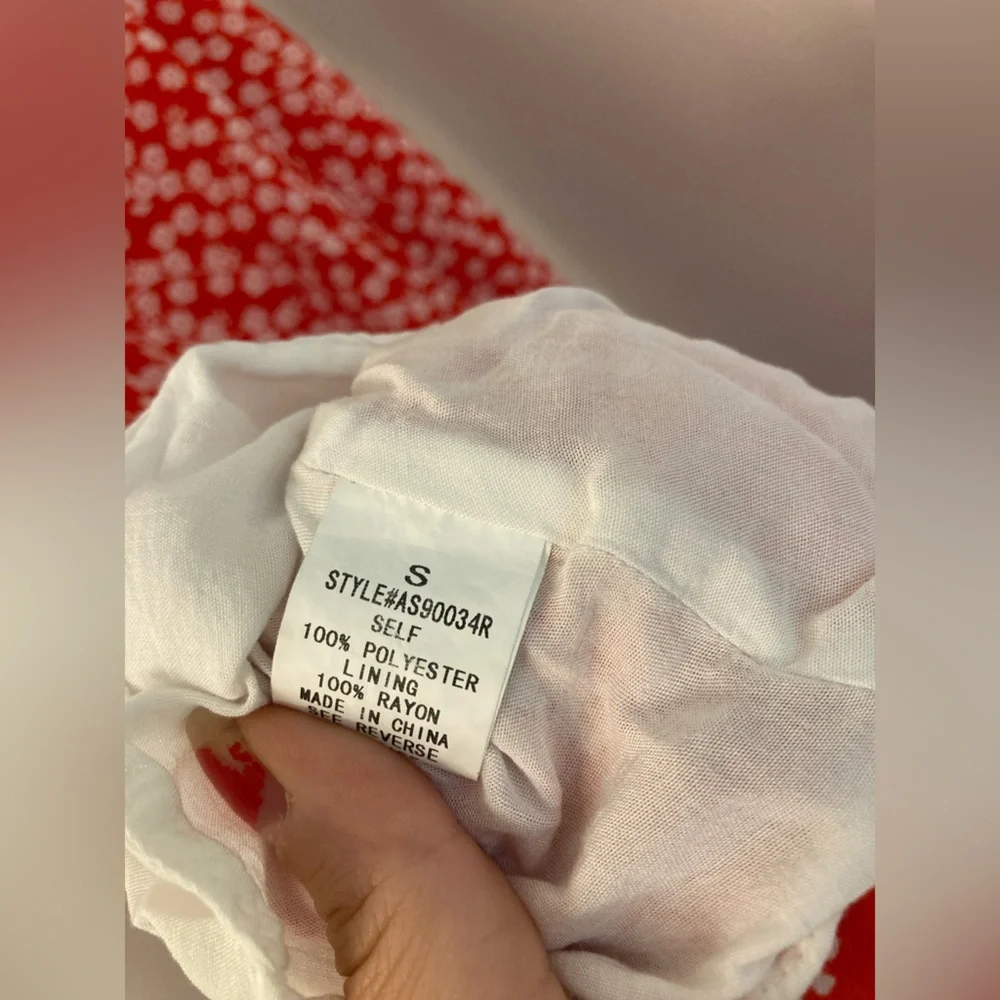 S
STYLE#AS90034R
SELF
100% POLYESTER
LINING
100% RAYON
MADE IN CHINA
SEE REVERSE